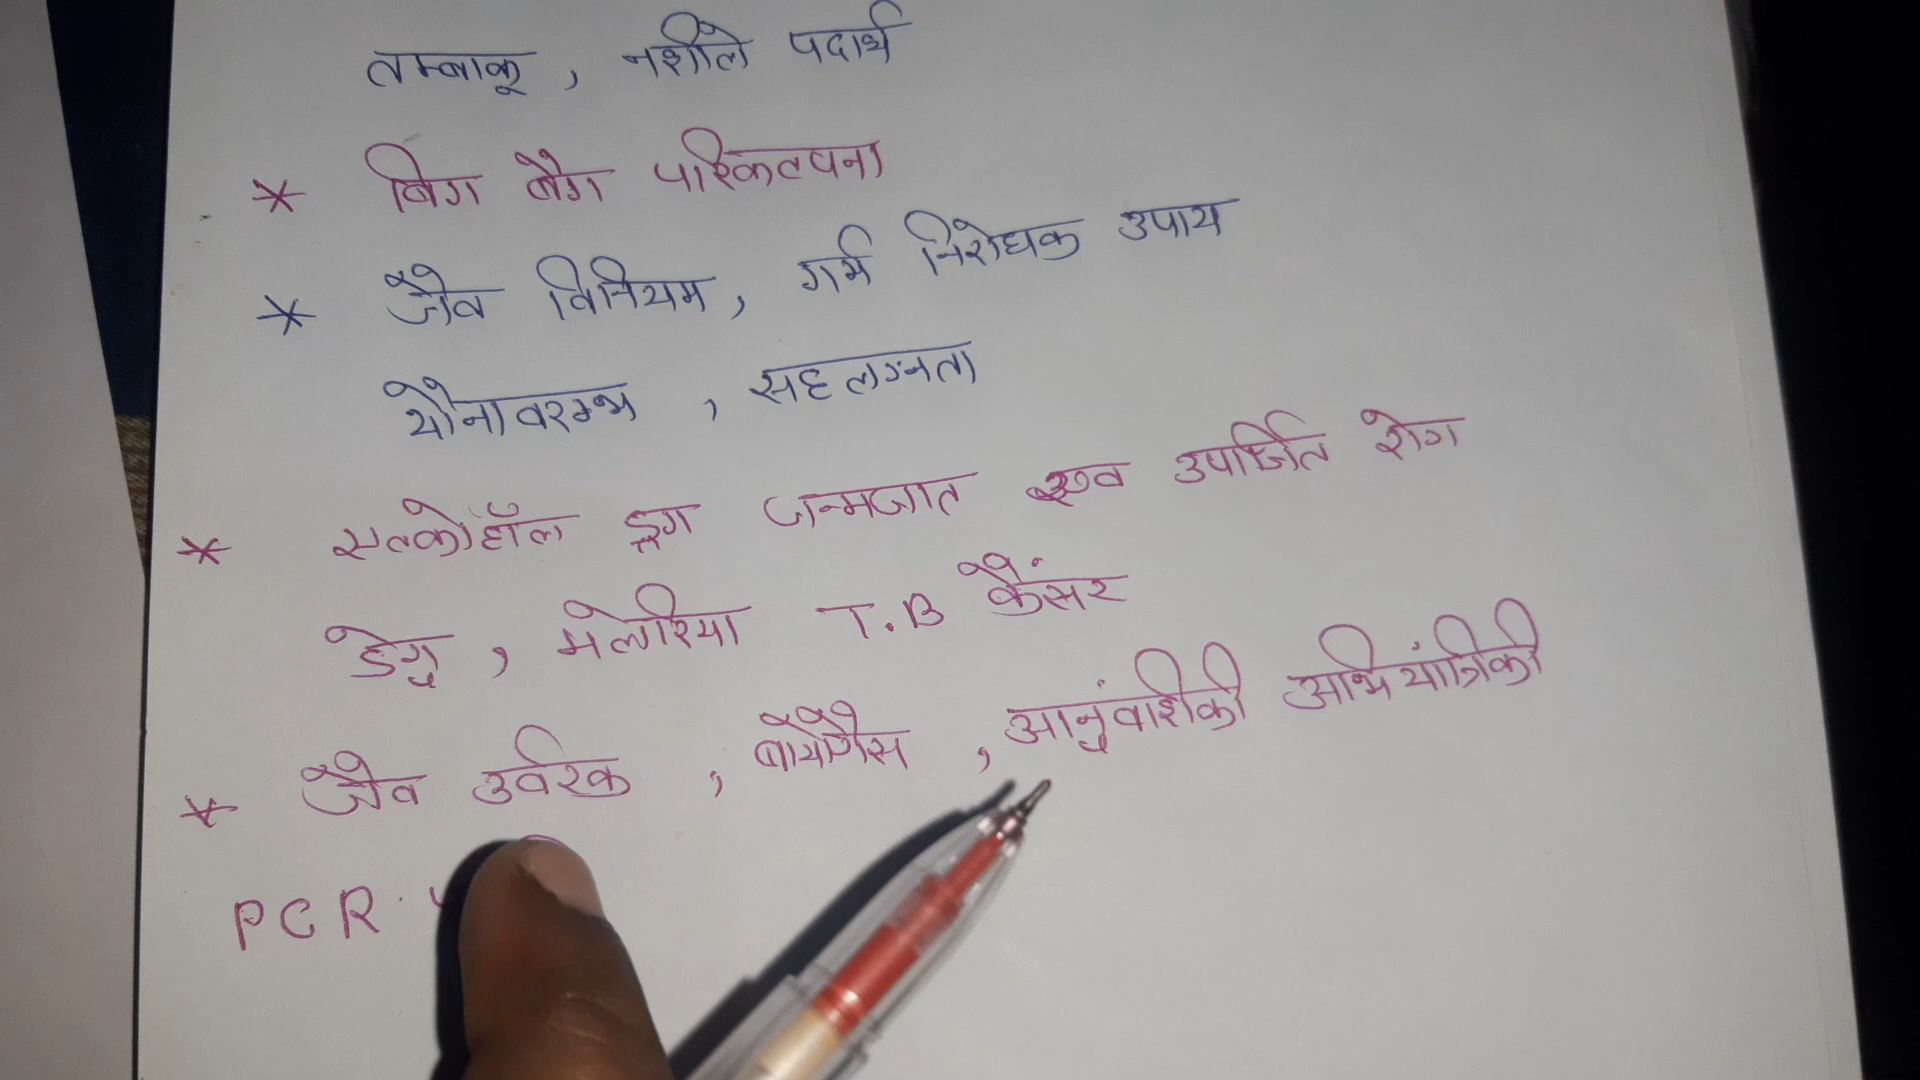 तम्बाकू, नशीले पदार्थ
* बिग बैग परिकल्पना
* जैव विनियम, गर्भ निरोधक उपाय
यौनावरम्भ, सहलग्नता
* एल्कोहॉल ड्रग जन्मजात एव उपार्जित रोग
डेंगू, मलेरिया T.B कैंसर
* जैव उर्वरक, बायोगैस, आनुवांशीकी अभियांत्रिकी
PCR